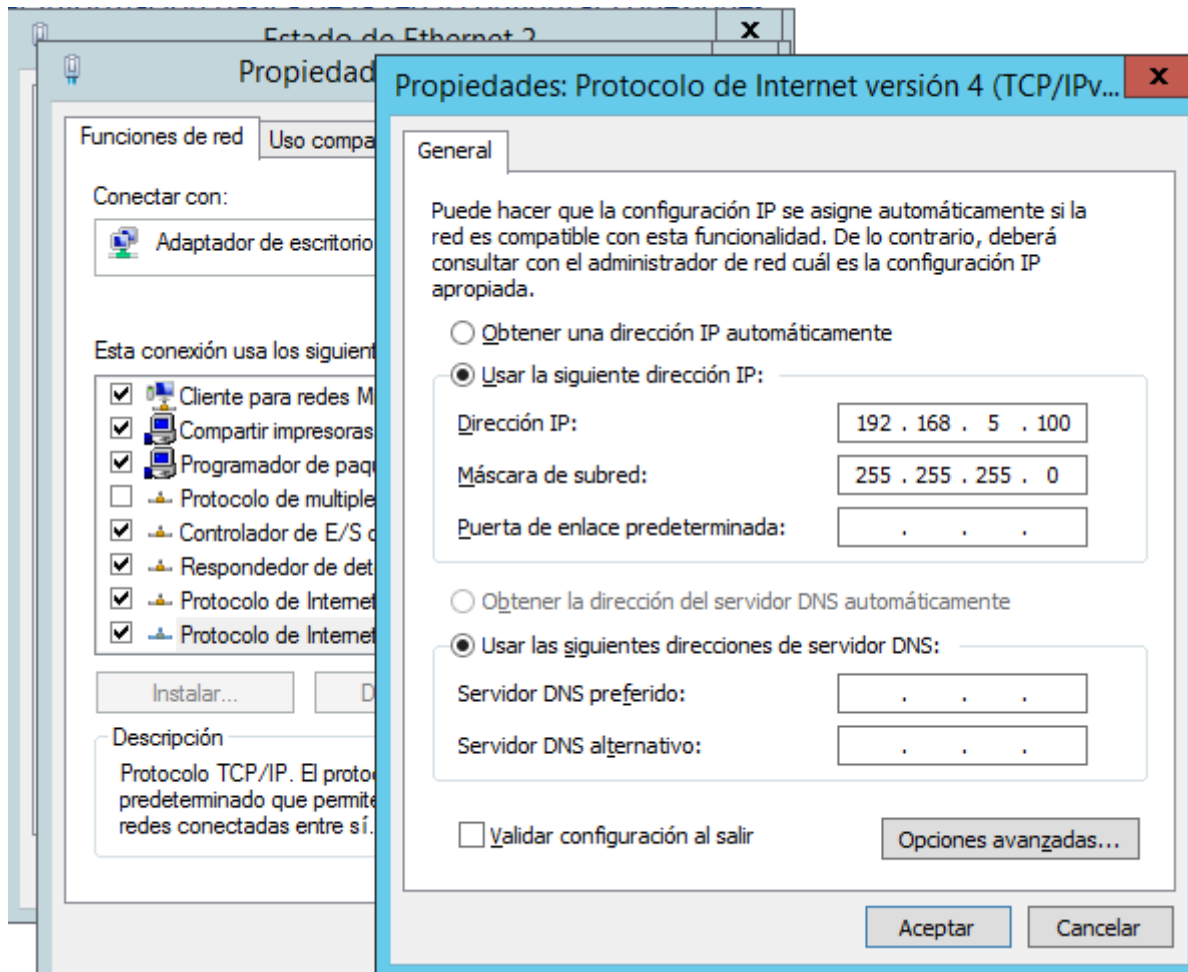 Estado de Ethernet 2
x
Propiedad
Propiedades: Protocolo de Internet versión 4 (TCP/IPv...
x
Funciones de red
Uso compa
Conectar con:
Adaptador de escritorio
Esta conexión usa los siguient
Cliente para redes M
Compartir impresoras
Programador de paqu
Protocolo de multiple
Controlador de E/S d
Respondedor de det
Protocolo de Internet
Protocolo de Internet
Instalar...
D
Descripción
Protocolo TCP/IP. El protoc
predeterminado que permite
redes conectadas entre sí.
General
Puede hacer que la configuración IP se asigne automáticamente si la
red es compatible con esta funcionalidad. De lo contrario, deberá
consultar con el administrador de red cuál es la configuración IP
apropiada.
Obtener una dirección IP automáticamente
Usar la siguiente dirección IP:
Dirección IP: 192 . 168 . 5 . 100
Máscara de subred: 255 . 255 . 255 . 0
Puerta de enlace predeterminada: . . .
Obtener la dirección del servidor DNS automáticamente
Usar las siguientes direcciones de servidor DNS:
Servidor DNS preferido: . . .
Servidor DNS alternativo: . . .
Validar configuración al salir
Opciones avanzadas...
Aceptar
Cancelar